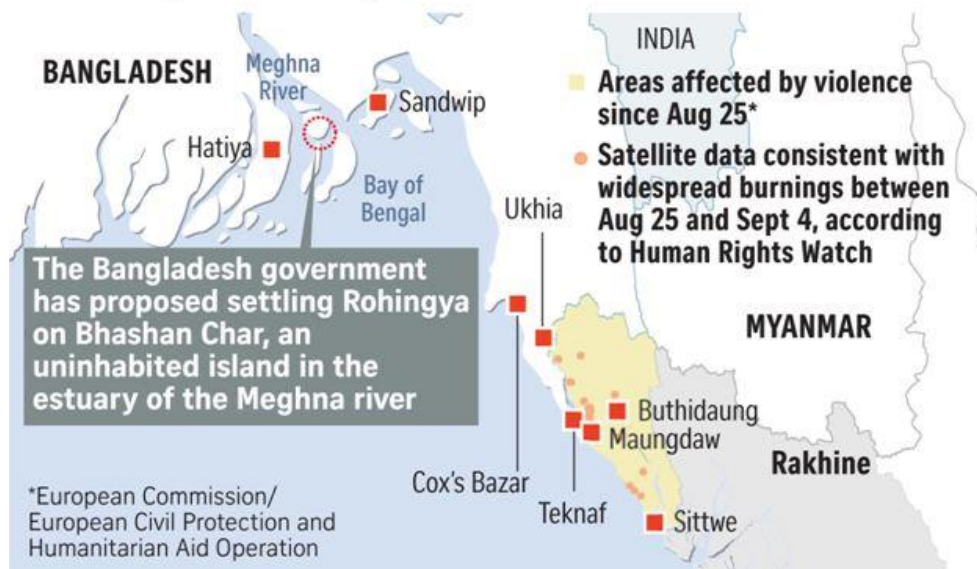 BANGLADESH
Meghna
River
Sandwip
Hatiya
Bay of
Bengal
INDIA
Areas affected by violence
since Aug 25*
Satellite data consistent with
widespread burnings between
Aug 25 and Sept 4, according
to Human Rights Watch
Ukhia
The Bangladesh government
has proposed settling Rohingya
on Bhashan Char, an
uninhabited island in the
estuary of the Meghna river
MYANMAR
Buthidaung
Maungdaw
Rakhine
Cox's Bazar
Teknaf
Sittwe
*European Commission/
European Civil Protection and
Humanitarian Aid Operation